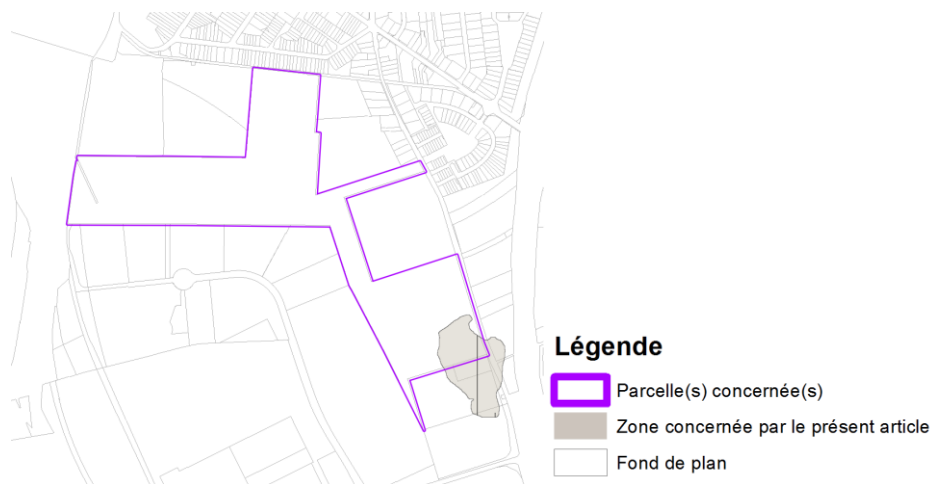 Légende
Parcelle(s) concernée(s)
Zone concernée par le présent article
Fond de plan